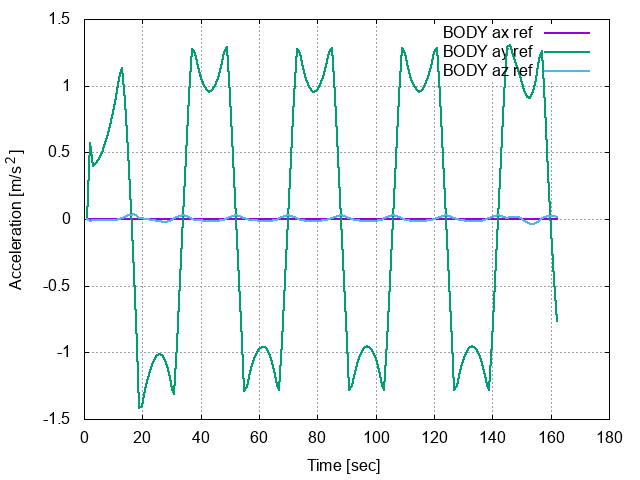 BODY ax ref
BODY ay ref
BODY az ref
1.5
1
0.5
0
-0.5
-1
-1.5
Acceleration [m/s²]
0 20 40 60 80 100 120 140 160 180
Time [sec]